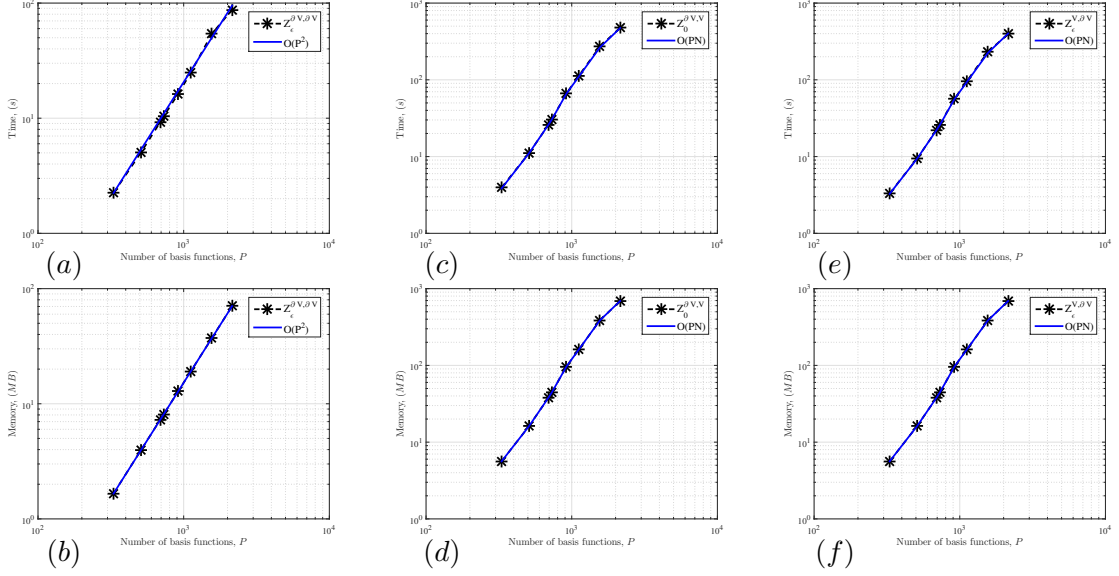 10²
10¹
10⁰
Time, (s)
Z_ϵ^{∂V,∂V}
O(P²)
10² 10³ 10⁴
Number of basis functions, P
(a)
10³
10²
10¹
10⁰
Time, (s)
Z_0^{∂V,V}
O(PN)
10² 10³ 10⁴
Number of basis functions, P
(c)
10³
10²
10¹
10⁰
Time, (s)
Z_ϵ^{V,∂V}
O(PN)
10² 10³ 10⁴
Number of basis functions, P
(e)
10²
10¹
10⁰
Memory, (MB)
Z_ϵ^{∂V,∂V}
O(P²)
10² 10³ 10⁴
Number of basis functions, P
(b)
10³
10²
10¹
10⁰
Memory, (MB)
Z_0^{∂V,V}
O(PN)
10² 10³ 10⁴
Number of basis functions, P
(d)
10³
10²
10¹
10⁰
Memory, (MB)
Z_ϵ^{V,∂V}
O(PN)
10² 10³ 10⁴
Number of basis functions, P
(f)